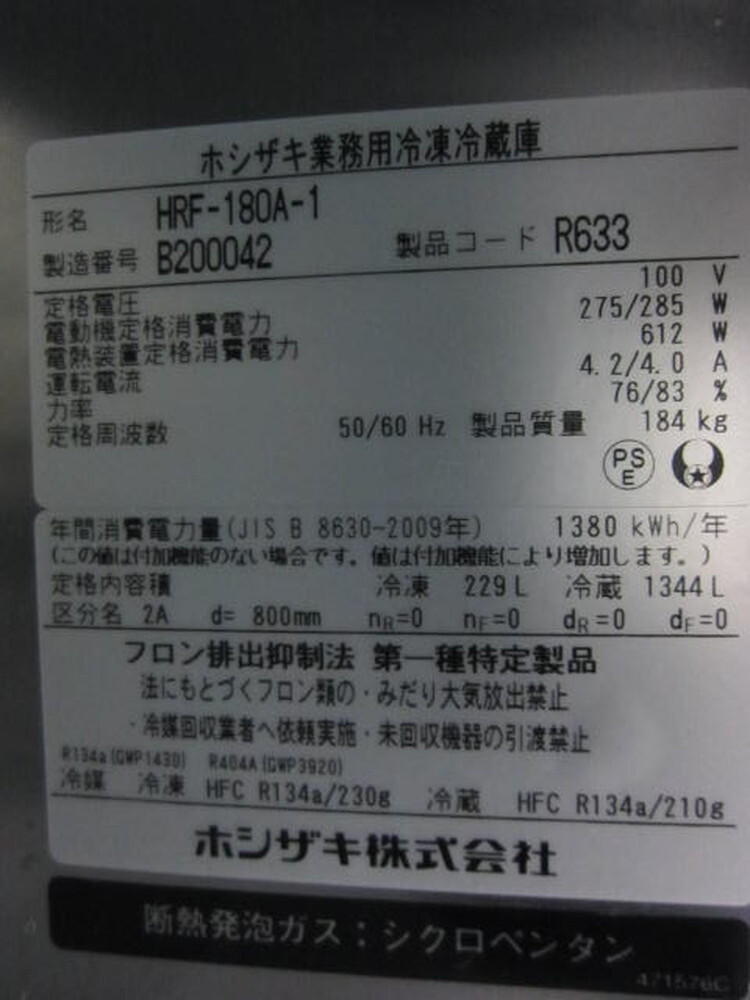 ホシザキ業務用冷凍冷蔵庫
形名 HRF-180A-1
製造番号 B200042 製品コード R633
定格電圧 100 V
電動機定格消費電力 275/285 W
電熱装置定格消費電力 612 W
運転電流 4.2/4.0 A
力率 76/83 %
定格周波数 50/60 Hz 製品質量 184 kg
PS
E
年間消費電力量(JIS B 8630-2009年) 1380 kWh/年
(この値は付加機能のない場合です。値は付加機能により増加します。)
定格内容積 冷凍 229 L 冷蔵 1344 L
区分名 2A d= 800mm nR=0 nF=0 dR=0 dF=0
フロン排出抑制法 第一種特定製品
法にもとづくフロン類の・みだり大気放出禁止
・冷媒回収業者へ依頼実施・未回収機器の引渡禁止
R134a(GWP1430) R404A(GWP3920)
冷媒 冷凍 HFC R134a/230g 冷蔵 HFC R134a/210g
ホシザキ株式会社
断熱発泡ガス：シクロペンタン
471576C